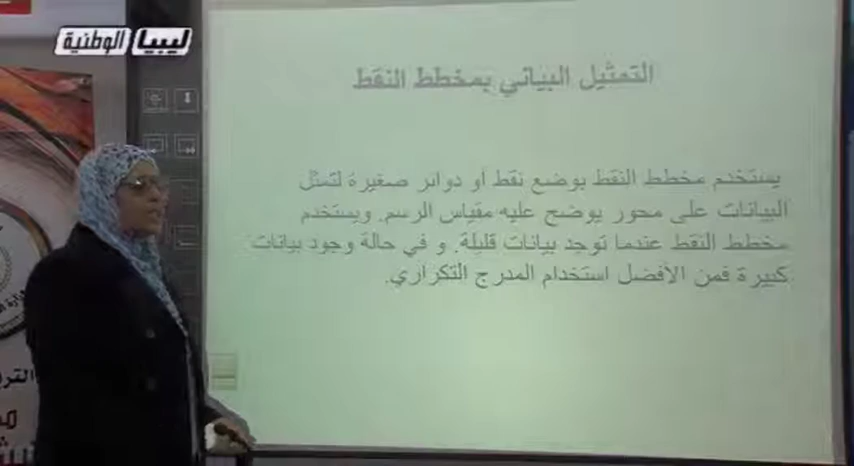 ليبيا الوطنية
التمثيل البياني بمخطط النقط
يستخدم مخطط النقط بوضع نقط أو دوائر صغيرة لتمثل
البيانات على محور يوضح عليه مقياس الرسم. ويستخدم
مخطط النقط عندما توجد بيانات قليلة. و في حالة وجود بيانات
كبيرة فمن الأفضل استخدام المدرج التكراري.